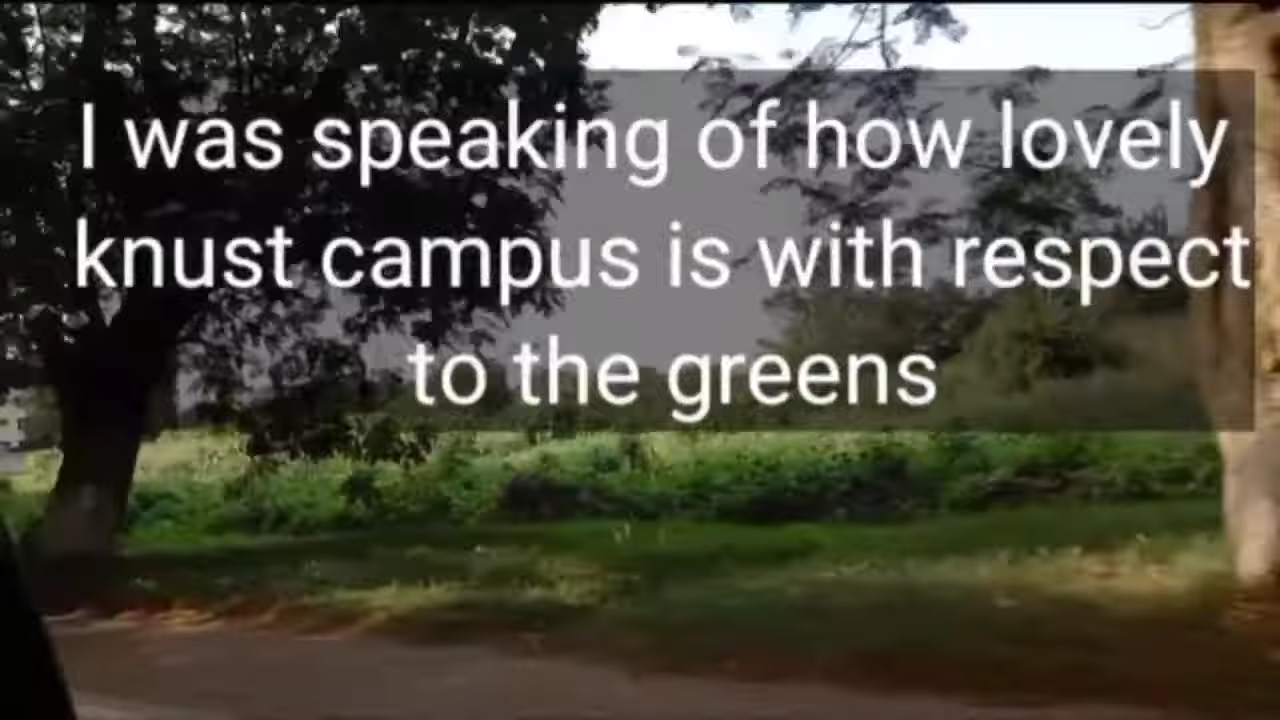 I was speaking of how lovely
knust campus is with respect
to the greens